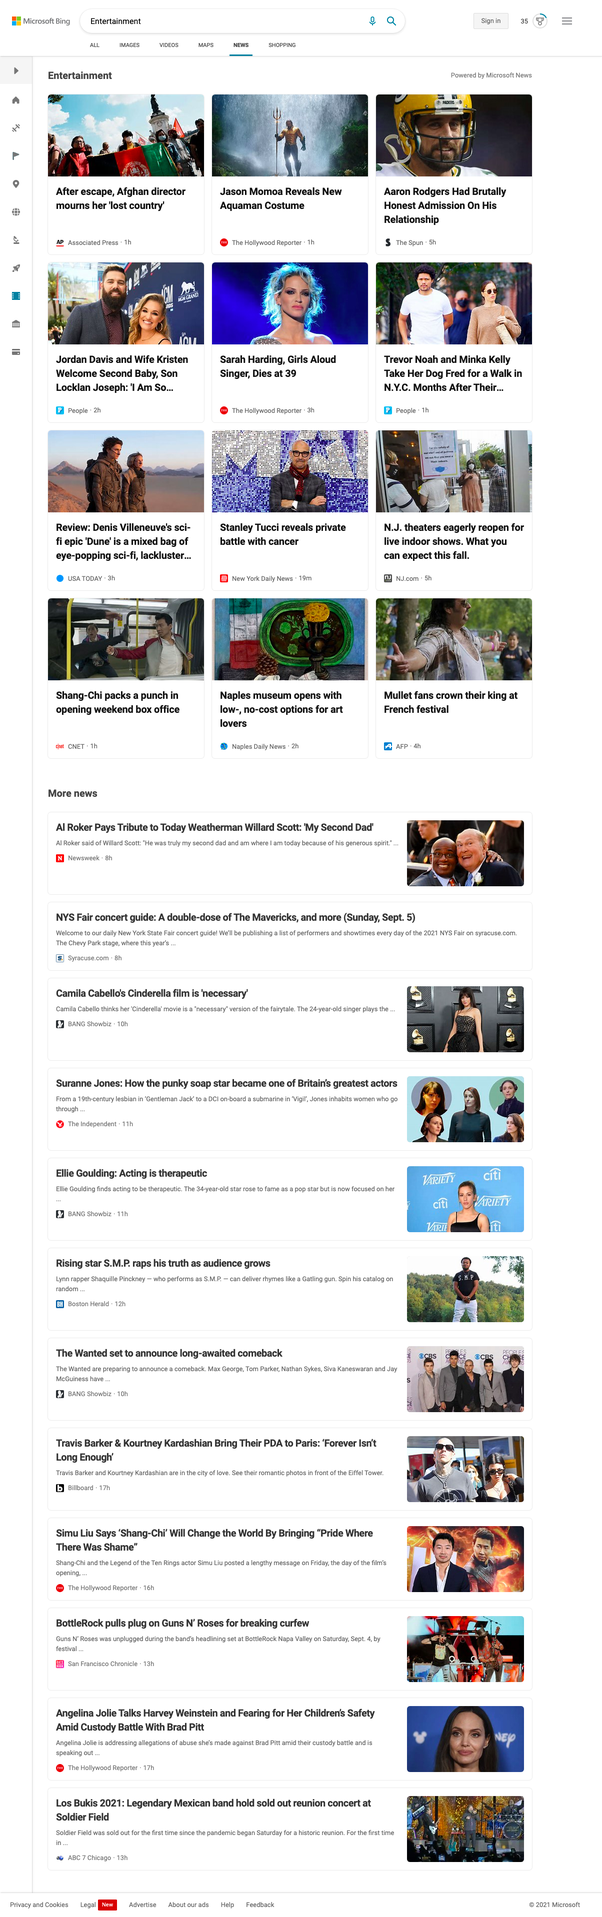 Microsoft Bing
Entertainment
Sign in
35
ALL
IMAGES
VIDEOS
MAPS
NEWS
SHOPPING
Entertainment
Powered by Microsoft News
After escape, Afghan director
mourns her 'lost country'
AP Associated Press · 1h
Jason Momoa Reveals New
Aquaman Costume
The Hollywood Reporter · 1h
Aaron Rodgers Had Brutally
Honest Admission On His
Relationship
The Spun · 5h
Jordan Davis and Wife Kristen
Welcome Second Baby, Son
Locklan Joseph: 'I Am So...
People · 2h
Sarah Harding, Girls Aloud
Singer, Dies at 39
The Hollywood Reporter · 3h
Trevor Noah and Minka Kelly
Take Her Dog Fred for a Walk in
N.Y.C. Months After Their...
People · 1h
Review: Denis Villeneuve's sci-
fi epic 'Dune' is a mixed bag of
eye-popping sci-fi, lackluster...
USA TODAY · 3h
Stanley Tucci reveals private
battle with cancer
New York Daily News · 19m
N.J. theaters eagerly reopen for
live indoor shows. What you
can expect this fall.
NJ.com · 5h
Shang-Chi packs a punch in
opening weekend box office
CNET · 1h
Naples museum opens with
low-, no-cost options for art
lovers
Naples Daily News · 2h
Mullet fans crown their king at
French festival
AFP · 4h
More news
Al Roker Pays Tribute to Today Weatherman Willard Scott: 'My Second Dad'
Al Roker said of Willard Scott: "He was truly my second dad and am where I am today because of his generous spirit." ...
N Newsweek · 8h
NYS Fair concert guide: A double-dose of The Mavericks, and more (Sunday, Sept. 5)
Welcome to our daily New York State Fair concert guide! We'll be publishing a list of performers and showtimes every day of the 2021 NYS Fair on syracuse.com.
The Chevy Park stage, where this year's ...
Syracuse.com · 8h
Camila Cabello's Cinderella film is 'necessary'
Camila Cabello thinks her 'Cinderella' movie is a "necessary" version of the fairytale. The 24-year-old singer plays the ...
BANG Showbiz · 10h
Suranne Jones: How the punky soap star became one of Britain's greatest actors
From a 19th-century lesbian in 'Gentleman Jack' to a DCI on-board a submarine in 'Vigil', Jones inhabits women who go
through ...
The Independent · 11h
Ellie Goulding: Acting is therapeutic
Ellie Goulding finds acting to be therapeutic. The 34-year-old star rose to fame as a pop star but is now focused on her
...
BANG Showbiz · 11h
VARIETY
citi
citi
VARIETY
Rising star S.M.P. raps his truth as audience grows
Lynn rapper Shaquille Pinckney — who performs as S.M.P. — can deliver rhymes like a Gatling gun. Spin his catalog on
random ...
Boston Herald · 12h
The Wanted set to announce long-awaited comeback
The Wanted are preparing to announce a comeback. Max George, Tom Parker, Nathan Sykes, Siva Kaneswaran and Jay
McGuiness have ...
BANG Showbiz · 10h
CBS
CBS
Travis Barker & Kourtney Kardashian Bring Their PDA to Paris: 'Forever Isn't
Long Enough'
Travis Barker and Kourtney Kardashian are in the city of love. See their romantic photos in front of the Eiffel Tower.
Billboard · 17h
Simu Liu Says 'Shang-Chi' Will Change the World By Bringing "Pride Where
There Was Shame"
Shang-Chi and the Legend of the Ten Rings actor Simu Liu posted a lengthy message on Friday, the day of the film's
opening,...
The Hollywood Reporter · 16h
BottleRock pulls plug on Guns N' Roses for breaking curfew
Guns N' Roses was unplugged during the band's headlining set at BottleRock Napa Valley on Saturday, Sept. 4, by
festival ...
San Francisco Chronicle · 13h
Angelina Jolie Talks Harvey Weinstein and Fearing for Her Children's Safety
Amid Custody Battle With Brad Pitt
Angelina Jolie is addressing allegations of abuse she's made against Brad Pitt amid their custody battle and is
speaking out ...
The Hollywood Reporter · 17h
Los Bukis 2021: Legendary Mexican band hold sold out reunion concert at
Soldier Field
Soldier Field was sold out for the first time since the pandemic began Saturday for a historic reunion. For the first time
in ...
ABC 7 Chicago · 13h
Privacy and Cookies
Legal
New
Advertise
About our ads
Help
Feedback
© 2021 Microsoft